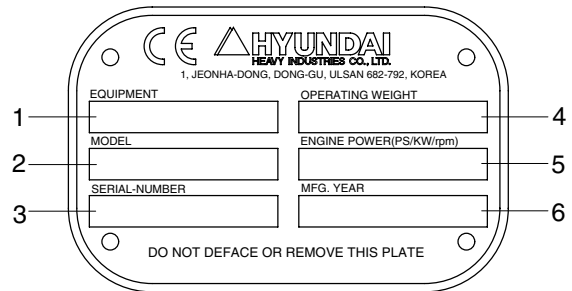 CE HYUNDAI
HEAVY INDUSTRIES CO., LTD.
1, JEONHA-DONG, DONG-GU, ULSAN 682-792, KOREA
EQUIPMENT OPERATING WEIGHT
1 4
MODEL ENGINE POWER(PS/KW/rpm)
2 5
SERIAL-NUMBER MFG. YEAR
3 6
DO NOT DEFACE OR REMOVE THIS PLATE